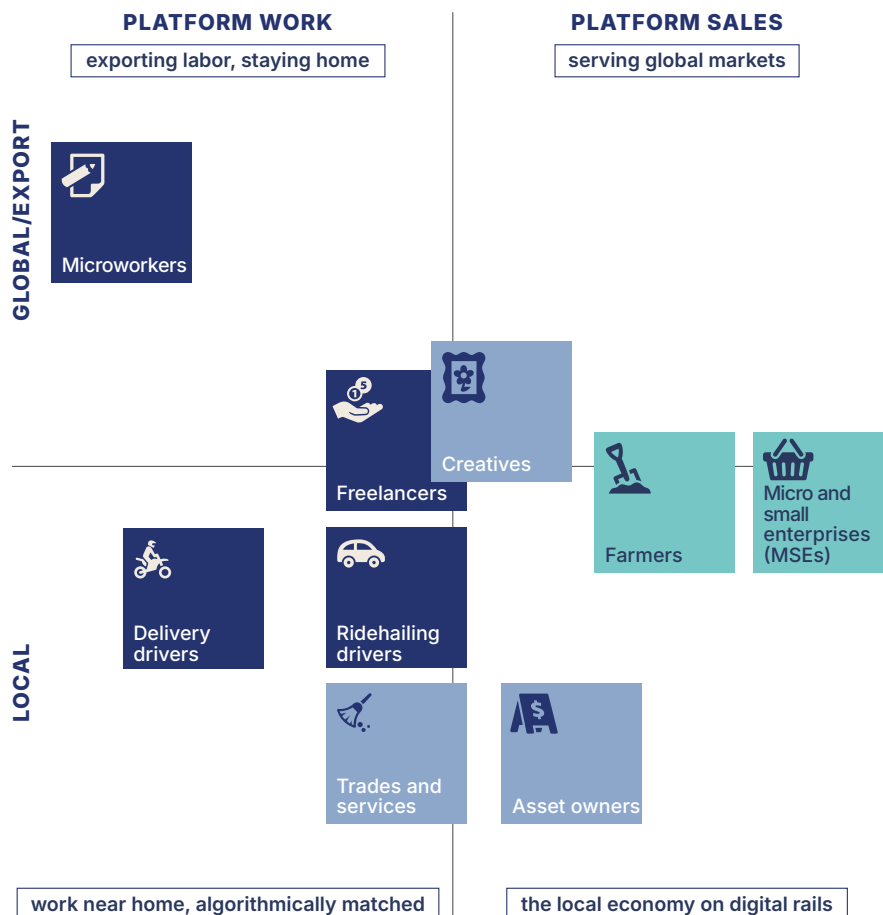 PLATFORM WORK
PLATFORM SALES
exporting labor, staying home
serving global markets
GLOBAL/EXPORT
Microworkers
5
1
Freelancers
Creatives
Farmers
Micro and
small
enterprises
(MSEs)
LOCAL
Delivery
drivers
Ridehailing
drivers
Trades and
services
$
Asset owners
work near home, algorithmically matched
the local economy on digital rails